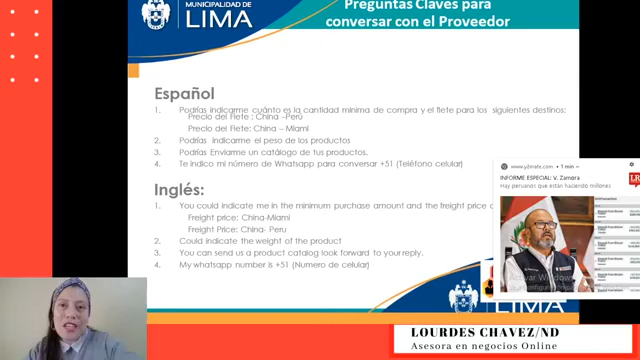 MUNICIPALIDAD DE
LIMA
Preguntas Claves para
conversar con el Proveedor
Español
1. Podrías indicarme cuánto es la cantidad mínima de compra y el flete para los siguientes destinos:
Precio del Flete : China –Perú
Precio del Flete: China – Miami
2. Podrías indicarme el peso de los productos
3. Podrías Enviarme un catálogo de tus productos.
4. Te indico mi número de Whatsapp para conversar +51 (Teléfono celular)
Inglés:
1. You could indicate me in the minimum purchase amount and the freight price
Freight price: China-Miami
Freight price: China- Peru
2. Could indicate the weight of the product
3. You can send us a product catalog look forward to your reply.
4. My whatsapp number is +51 (Numero de celular)
1 min
INFORME ESPECIAL: V. Zamora
Hay peruanos que están haciendo millones
LR
LIMA
LOURDES CHAVEZ/ND
Asesora en negocios Online